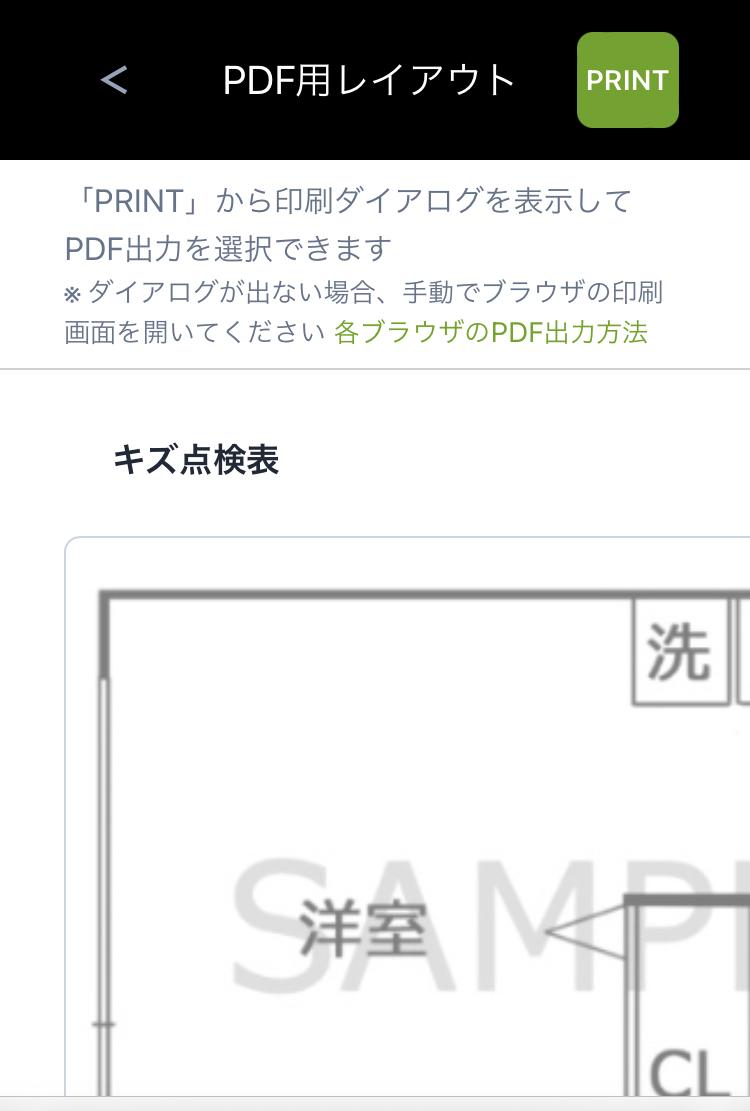 <
PDF用レイアウト
PRINT
「PRINT」から印刷ダイアログを表示して
PDF出力を選択できます
※ ダイアログが出ない場合、手動でブラウザの印刷
画面を開いてください 各ブラウザのPDF出力方法
キズ点検表
洗
SAMP
洋室
CL